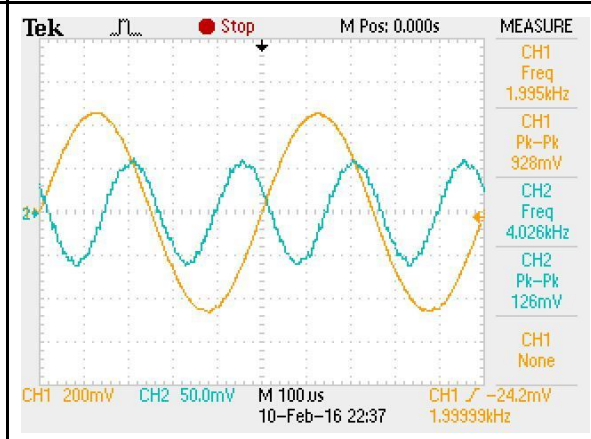 Tek Stop M Pos: 0.000s MEASURE
CH1
Freq
1.995kHz
CH1
Pk-Pk
928mV
CH2
Freq
4.026kHz
CH2
Pk-Pk
126mV
CH1
None
2
CH1 200mV CH2 50.0mV M 100us CH1 -24.2mV
10-Feb-16 22:37 1.99999kHz